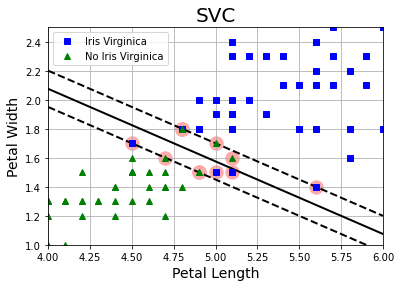 SVC
Iris Virginica
No Iris Virginica
2.4
2.2
2.0
1.8
1.6
1.4
1.2
1.0
Petal Width
4.00 4.25 4.50 4.75 5.00 5.25 5.50 5.75 6.00
Petal Length